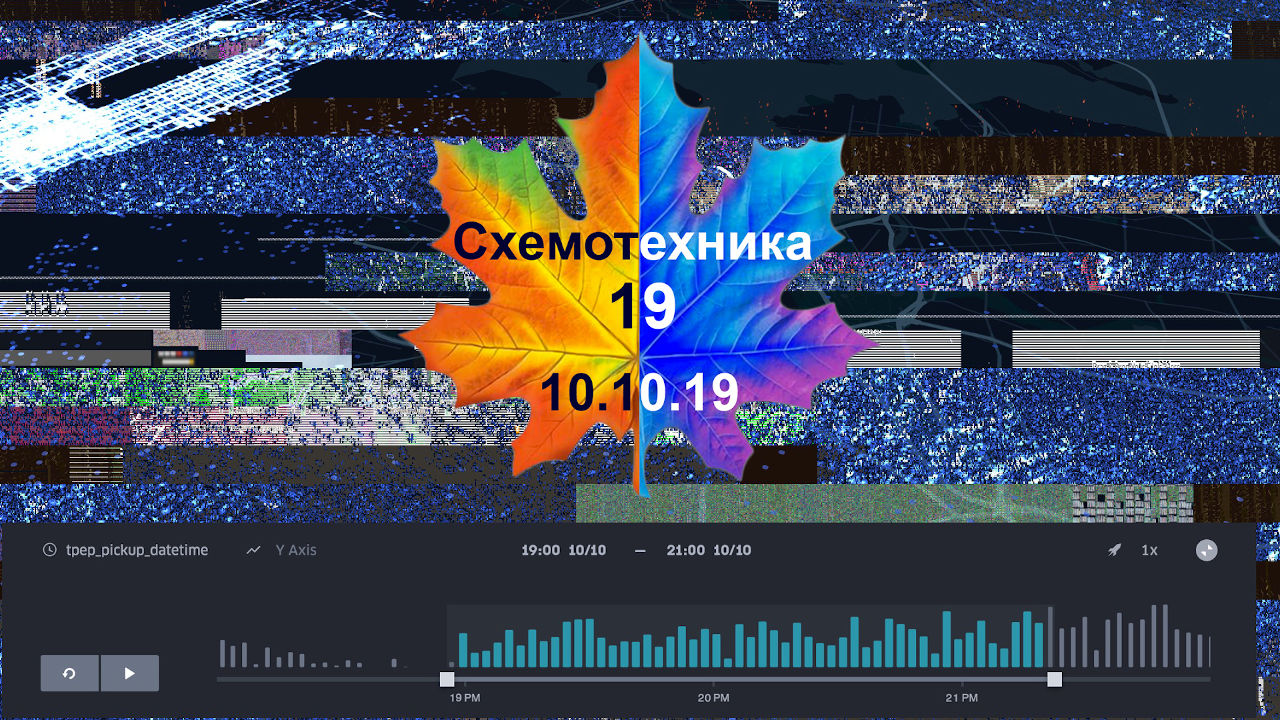 Схемотехника
19
10.10.19
tpep_pickup_datetime
Y Axis
19:00 10/10 — 21:00 10/10
1x
19 PM
20 PM
21 PM